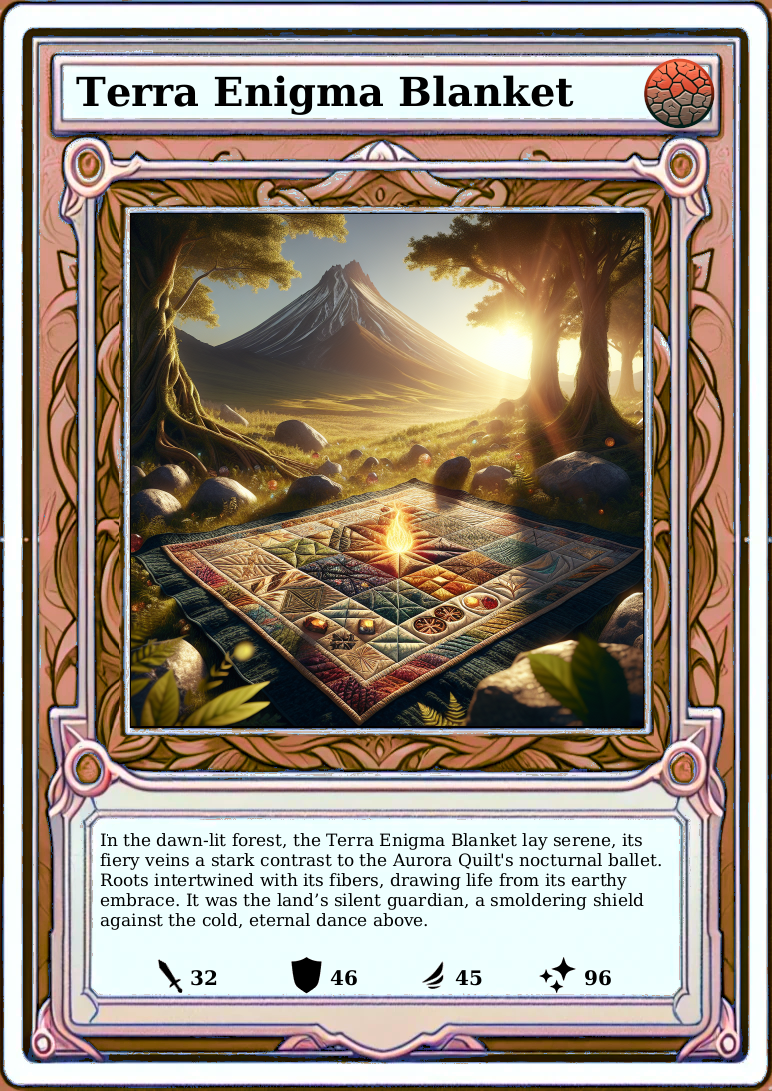 Terra Enigma Blanket
In the dawn-lit forest, the Terra Enigma Blanket lay serene, its
fiery veins a stark contrast to the Aurora Quilt's nocturnal ballet.
Roots intertwined with its fibers, drawing life from its earthy
embrace. It was the land’s silent guardian, a smoldering shield
against the cold, eternal dance above.
32 46 45 96